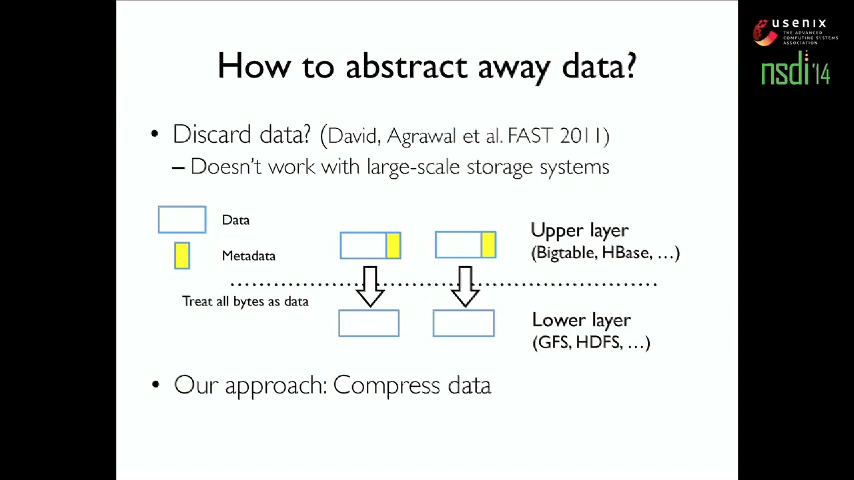 usenix
THE ADVANCED
COMPUTING SYSTEMS
ASSOCIATION
nsdi '14
How to abstract away data?
• Discard data? (David, Agrawal et al. FAST 2011)
– Doesn't work with large-scale storage systems
Data
Metadata
Upper layer
(Bigtable, HBase, …)
Treat all bytes as data
Lower layer
(GFS, HDFS, …)
• Our approach: Compress data